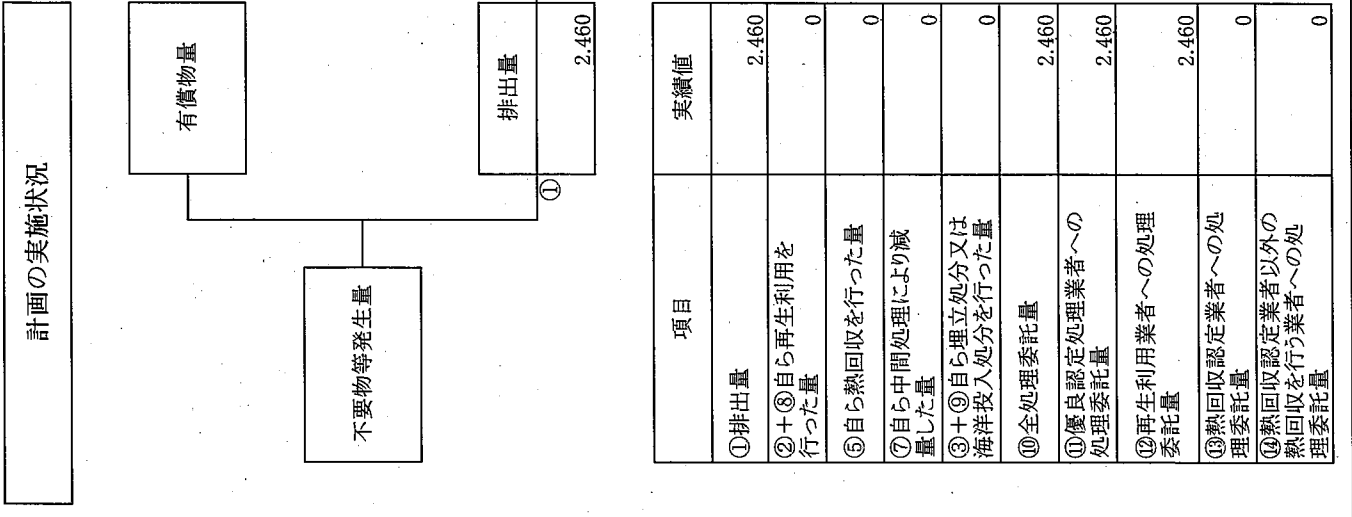 計画の実施状況
有償物量
不要物等発生量
排出量
①
2.460
項目
実績値
①排出量
2.460
②+⑧自ら再生利用を
行った量
0
⑤自ら熱回収を行った量
0
⑦自ら中間処理により減
量した量
0
③+⑨自ら埋立処分又は
海洋投入処分を行った量
0
⑩全処理委託量
2.460
⑪優良認定処理業者への
処理委託量
2.460
⑫再生利用業者への処理
委託量
2.460
⑬熱回収認定業者への処
理委託量
0
⑭熱回収認定業者以外の
熱回収を行う業者への処
理委託量
0